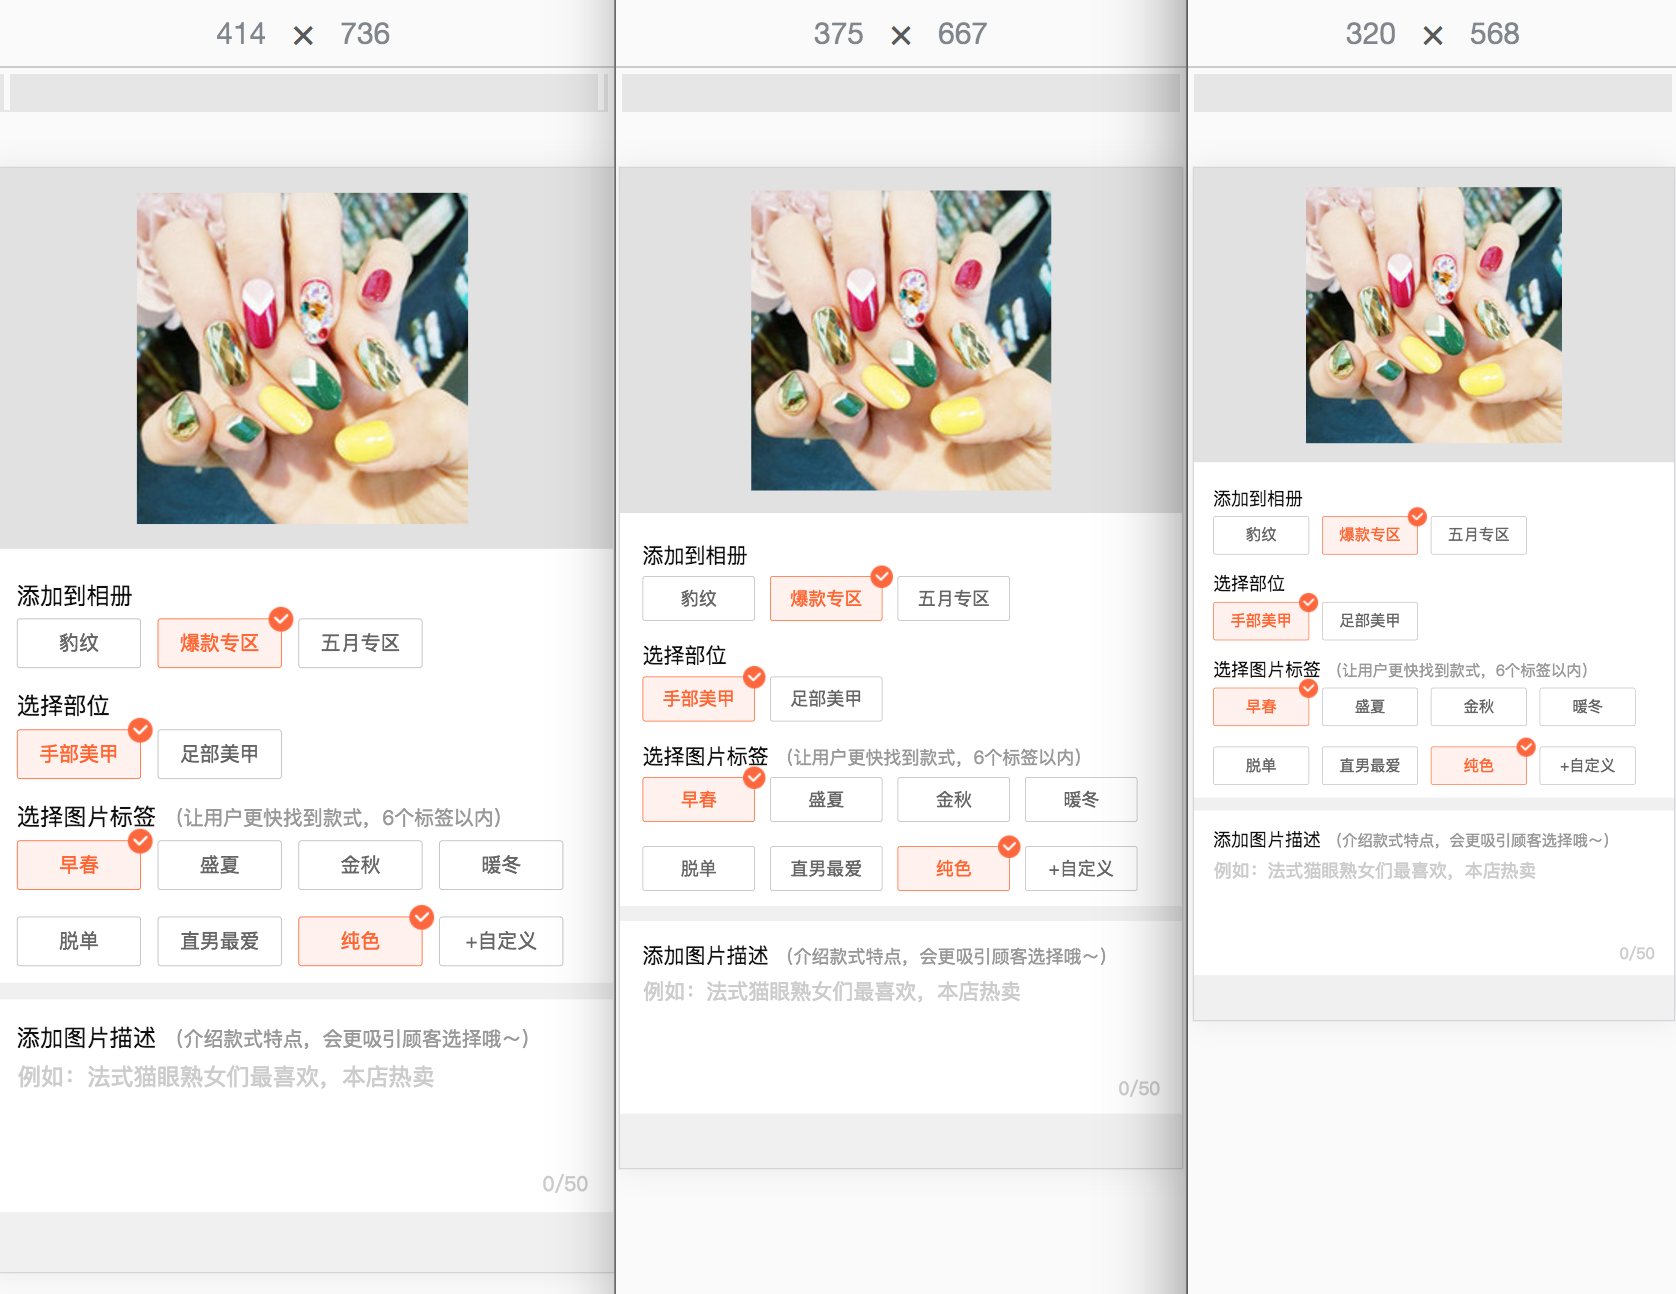 414 × 736
添加到相册
豹纹 爆款专区 五月专区
选择部位
手部美甲 足部美甲
选择图片标签 （让用户更快找到款式，6个标签以内）
早春 盛夏 金秋 暖冬
脱单 直男最爱 纯色 +自定义
添加图片描述 （介绍款式特点，会更吸引顾客选择哦～）
例如：法式猫眼熟女们最喜欢，本店热卖
0/50
375 × 667
添加到相册
豹纹 爆款专区 五月专区
选择部位
手部美甲 足部美甲
选择图片标签 （让用户更快找到款式，6个标签以内）
早春 盛夏 金秋 暖冬
脱单 直男最爱 纯色 +自定义
添加图片描述 （介绍款式特点，会更吸引顾客选择哦～）
例如：法式猫眼熟女们最喜欢，本店热卖
0/50
320 × 568
添加到相册
豹纹 爆款专区 五月专区
选择部位
手部美甲 足部美甲
选择图片标签 （让用户更快找到款式，6个标签以内）
早春 盛夏 金秋 暖冬
脱单 直男最爱 纯色 +自定义
添加图片描述 （介绍款式特点，会更吸引顾客选择哦～）
例如：法式猫眼熟女们最喜欢，本店热卖
0/50